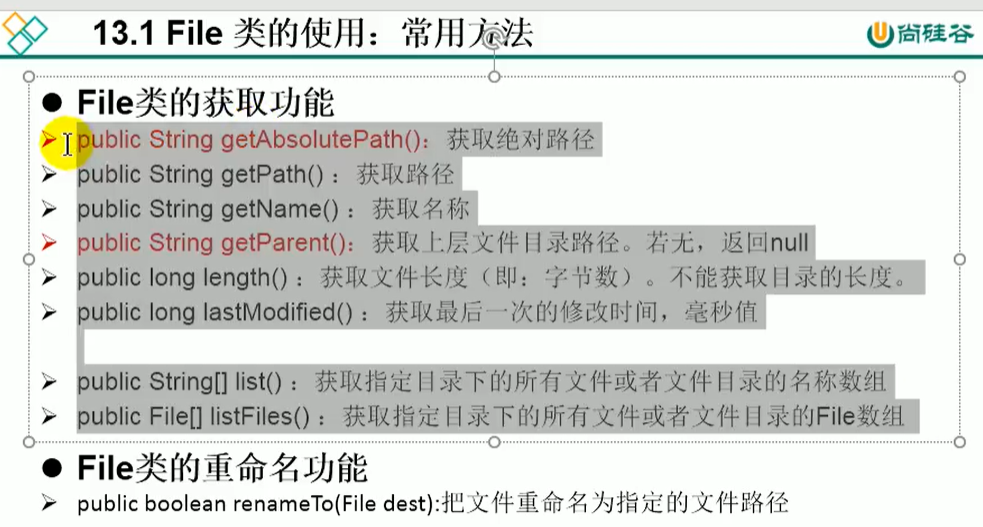 13.1 File 类的使用：常用方法
尚硅谷
File类的获取功能
public String getAbsolutePath()：获取绝对路径
public String getPath() ：获取路径
public String getName() ：获取名称
public String getParent()：获取上层文件目录路径。若无，返回null
public long length() ：获取文件长度（即：字节数）。不能获取目录的长度。
public long lastModified() ：获取最后一次的修改时间，毫秒值
public String[] list() ：获取指定目录下的所有文件或者文件目录的名称数组
public File[] listFiles() ：获取指定目录下的所有文件或者文件目录的File数组
File类的重命名功能
public boolean renameTo(File dest):把文件重命名为指定的文件路径